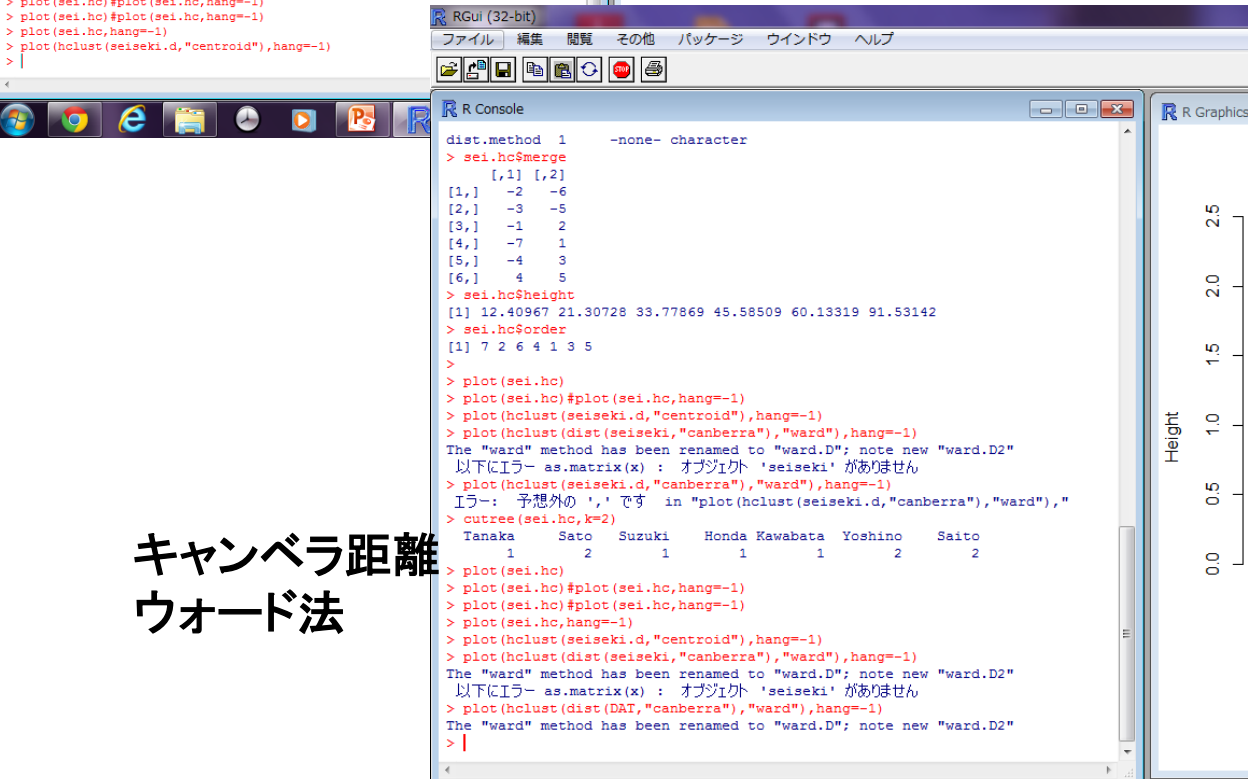 > plot(sei.hc)#plot(sei.hc,hang=-1)
> plot(sei.hc)#plot(sei.hc,hang=-1)
> plot(sei.hc,hang=-1)
> plot(hclust(seiseki.d,"centroid"),hang=-1)
>
RGui (32-bit)
ファイル 編集 閲覧 その他 パッケージ ウインドウ ヘルプ
STOP
R Console
dist.method 1 -none- character
> sei.hc$merge
[,1] [,2]
[1,] -2 -6
[2,] -3 -5
[3,] -1 2
[4,] -7 1
[5,] -4 3
[6,] 4 5
> sei.hc$height
[1] 12.40967 21.30728 33.77869 45.58509 60.13319 91.53142
> sei.hc$order
[1] 7 2 6 4 1 3 5
>
> plot(sei.hc)
> plot(sei.hc)#plot(sei.hc,hang=-1)
> plot(hclust(seiseki.d,"centroid"),hang=-1)
> plot(hclust(dist(seiseki,"canberra"),"ward"),hang=-1)
The "ward" method has been renamed to "ward.D"; note new "ward.D2"
以下にエラー as.matrix(x) : オブジェクト 'seiseki' がありません
> plot(hclust(seiseki.d,"canberra"),"ward"),hang=-1)
エラー: 予想外の ',' です in "plot(hclust(seiseki.d,"canberra"),"ward"),"
> cutree(sei.hc,k=2)
Tanaka Sato Suzuki Honda Kawabata Yoshino Saito
1 2 1 1 1 2 2
> plot(sei.hc)
> plot(sei.hc)#plot(sei.hc,hang=-1)
> plot(sei.hc)#plot(sei.hc,hang=-1)
> plot(sei.hc,hang=-1)
> plot(hclust(seiseki.d,"centroid"),hang=-1)
> plot(hclust(dist(seiseki,"canberra"),"ward"),hang=-1)
The "ward" method has been renamed to "ward.D"; note new "ward.D2"
以下にエラー as.matrix(x) : オブジェクト 'seiseki' がありません
> plot(hclust(dist(DAT,"canberra"),"ward"),hang=-1)
The "ward" method has been renamed to "ward.D"; note new "ward.D2"
>
キャンベラ距離
ウォード法
R Graphics
Height
2.5
2.0
1.5
1.0
0.5
0.0